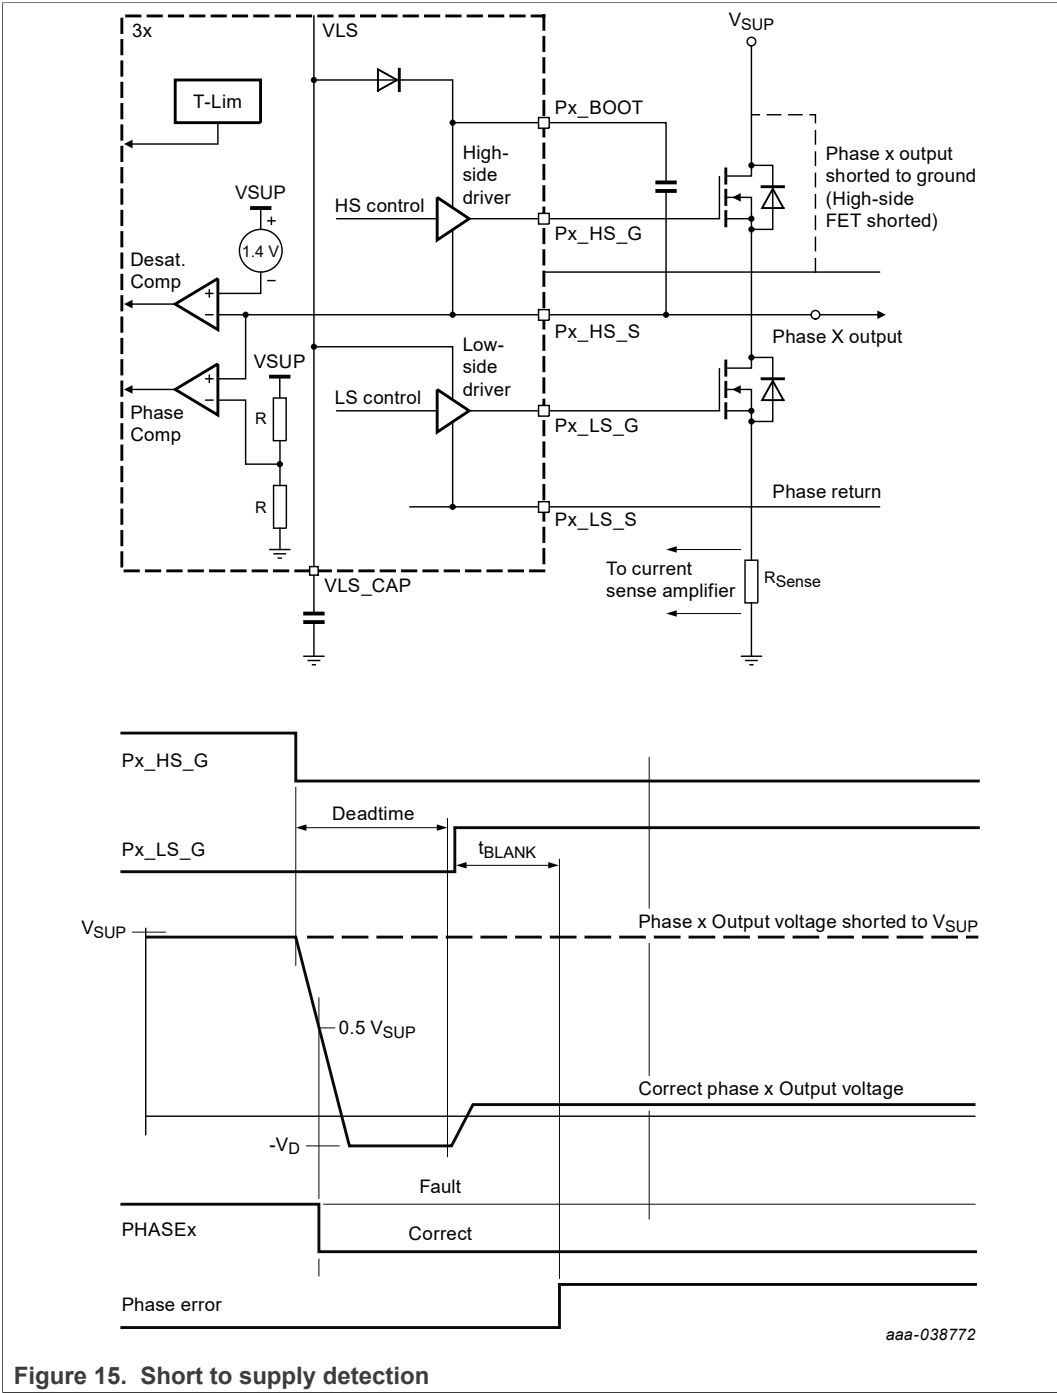 3x
VLS
VSUP
T-Lim
Px_BOOT
High-
side
driver
Phase x output
shorted to ground
(High-side
FET shorted)
VSUP
+
1.4 V
−
HS control
Px_HS_G
Desat.
Comp
+
−
Px_HS_S
Phase X output
Low-
side
driver
VSUP
+
−
LS control
Phase
Comp
R
Px_LS_G
R
Phase return
Px_LS_S
To current
sense amplifier
RSense
VLS_CAP
Px_HS_G
Deadtime
Px_LS_G
tBLANK
VSUP
Phase x Output voltage shorted to VSUP
0.5 VSUP
Correct phase x Output voltage
-VD
Fault
PHASEx
Correct
Phase error
aaa-038772
Figure 15. Short to supply detection